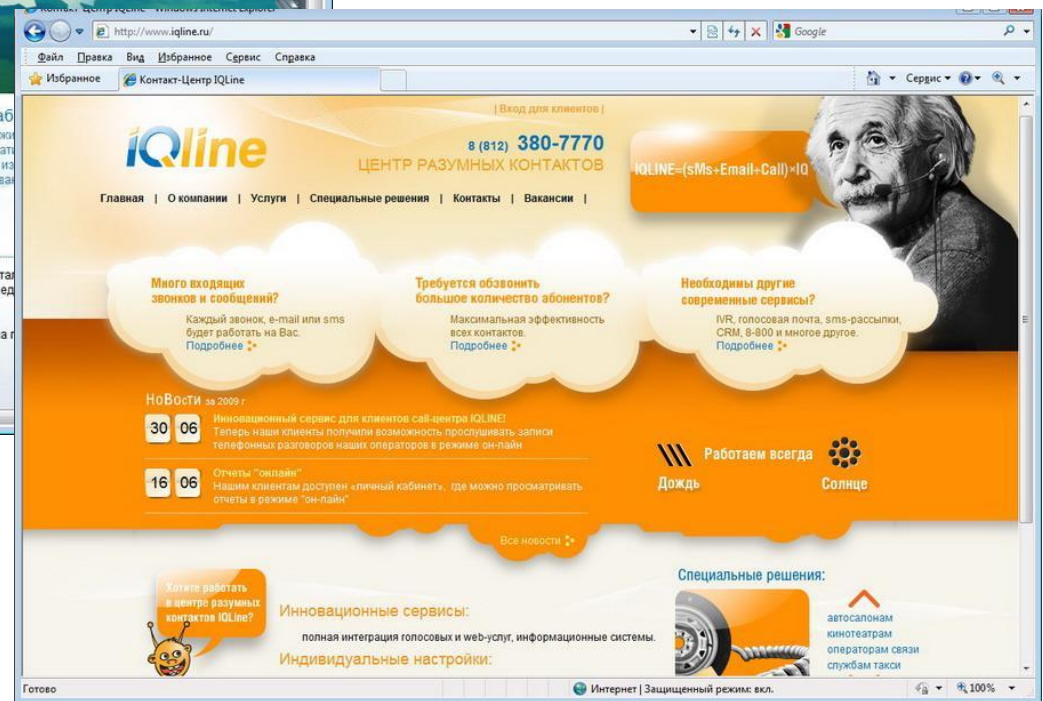 Контакт-Центр IQLine - Windows Internet Explorer
http://www.iqline.ru/
Google
Файл Правка Вид Избранное Сервис Справка
Избранное
Контакт-Центр IQLine
Сервис
| Вход для клиентов |
iQline
8 (812) 380-7770
ЦЕНТР РАЗУМНЫХ КОНТАКТОВ
IQLINE=(sMs+Email+Call)×IQ
Главная | О компании | Услуги | Специальные решения | Контакты | Вакансии |
Много входящих
звонков и сообщений?
Каждый звонок, e-mail или sms
будет работать на Вас.
Подробнее
Требуется обзвонить
большое количество абонентов?
Максимальная эффективность
всех контактов.
Подробнее
Необходимы другие
современные сервисы?
IVR, голосовая почта, sms-рассылки,
CRM, 8-800 и многое другое.
Подробнее
НоВости за 2009 г
30 06
Инновационный сервис для клиентов call-центра IQLINE!
Теперь наши клиенты получили возможность прослушивать записи
телефонных разговоров наших операторов в режиме он-лайн
16 06
Отчеты "онлайн"
Нашим клиентам доступен «личный кабинет», где можно просматривать
отчеты в режиме "он-лайн"
Все новости
Работаем всегда
Дождь
Солнце
Хотите работать
в центре разумных
контактов IQLine?
Инновационные сервисы:
полная интеграция голосовых и web-услуг, информационные системы.
Индивидуальные настройки:
Специальные решения:
автосалонам
кинотеатрам
операторам связи
службам такси
Готово
Интернет | Защищенный режим: вкл.
100%